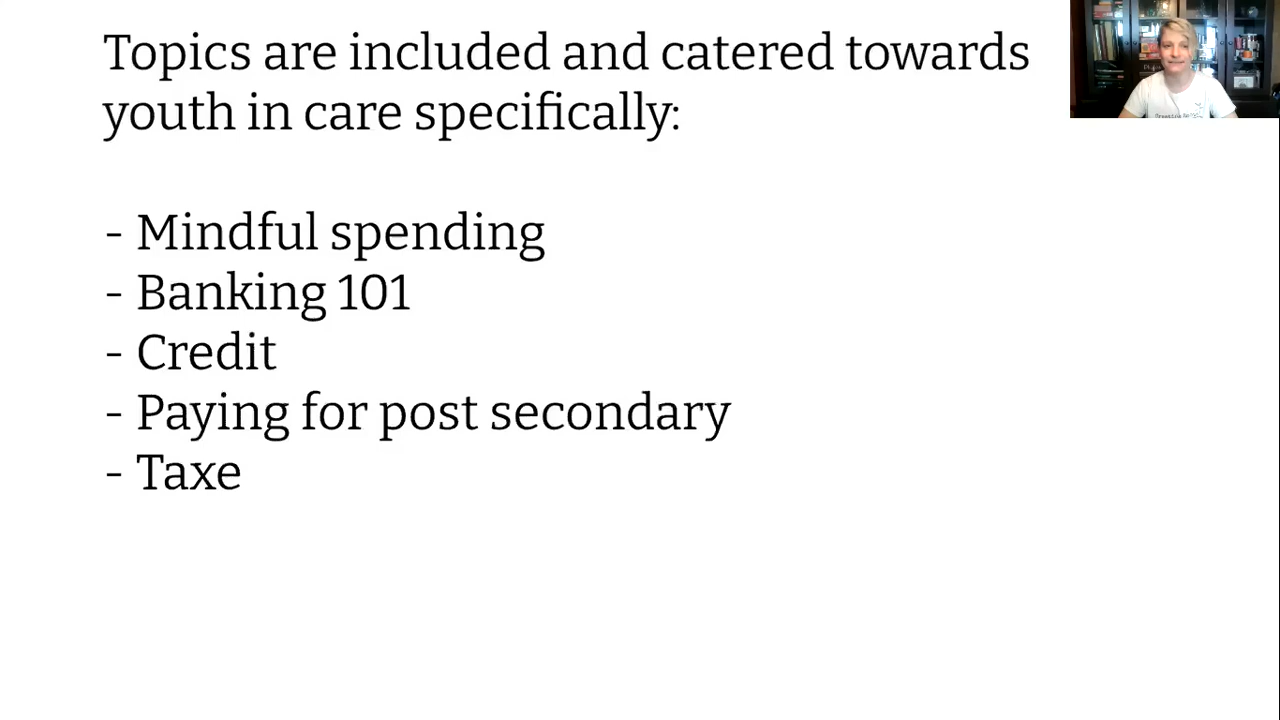 Topics are included and catered towards
youth in care specifically:
- Mindful spending
- Banking 101
- Credit
- Paying for post secondary
- Taxe